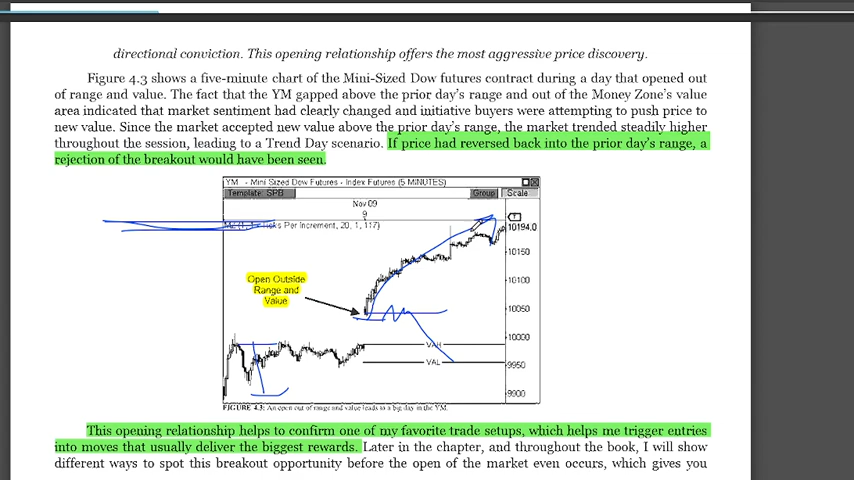 directional conviction. This opening relationship offers the most aggressive price discovery.
Figure 4.3 shows a five-minute chart of the Mini-Sized Dow futures contract during a day that opened out
of range and value. The fact that the YM gapped above the prior day's range and out of the Money Zone's value
area indicated that market sentiment had clearly changed and initiative buyers were attempting to push price to
new value. Since the market accepted new value above the prior day's range, the market trended steadily higher
throughout the session, leading to a Trend Day scenario. If price had reversed back into the prior day's range, a
rejection of the breakout would have been seen.
YM - Mini Sized Dow Futures - Index Futures (5 MINUTES)
Template: SPB Group Scale
Nov 09
9
Ticks Per Increment, 20, 1, 117)
10194.0
10150
Open Outside
Range and
Value
10100
10050
10000
VAH
VAL
9950
9900
FIGURE 4.3: An open out of range and value leads to a big day in the YM.
This opening relationship helps to confirm one of my favorite trade setups, which helps me trigger entries
into moves that usually deliver the biggest rewards. Later in the chapter, and throughout the book, I will show
different ways to spot this breakout opportunity before the open of the market even occurs, which gives you